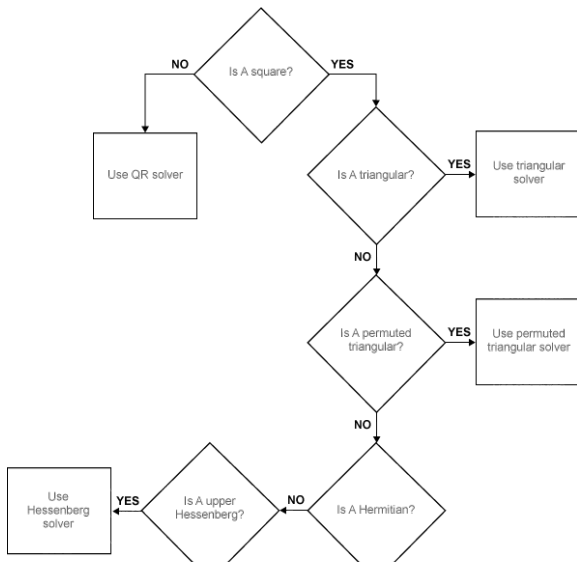 NO
YES
Is A square?
Use QR solver
Is A triangular?
YES
Use triangular
solver
NO
Is A permuted
triangular?
YES
Use permuted
triangular solver
NO
Is A Hermitian?
NO
Is A upper
Hessenberg?
YES
Use
Hessenberg
solver